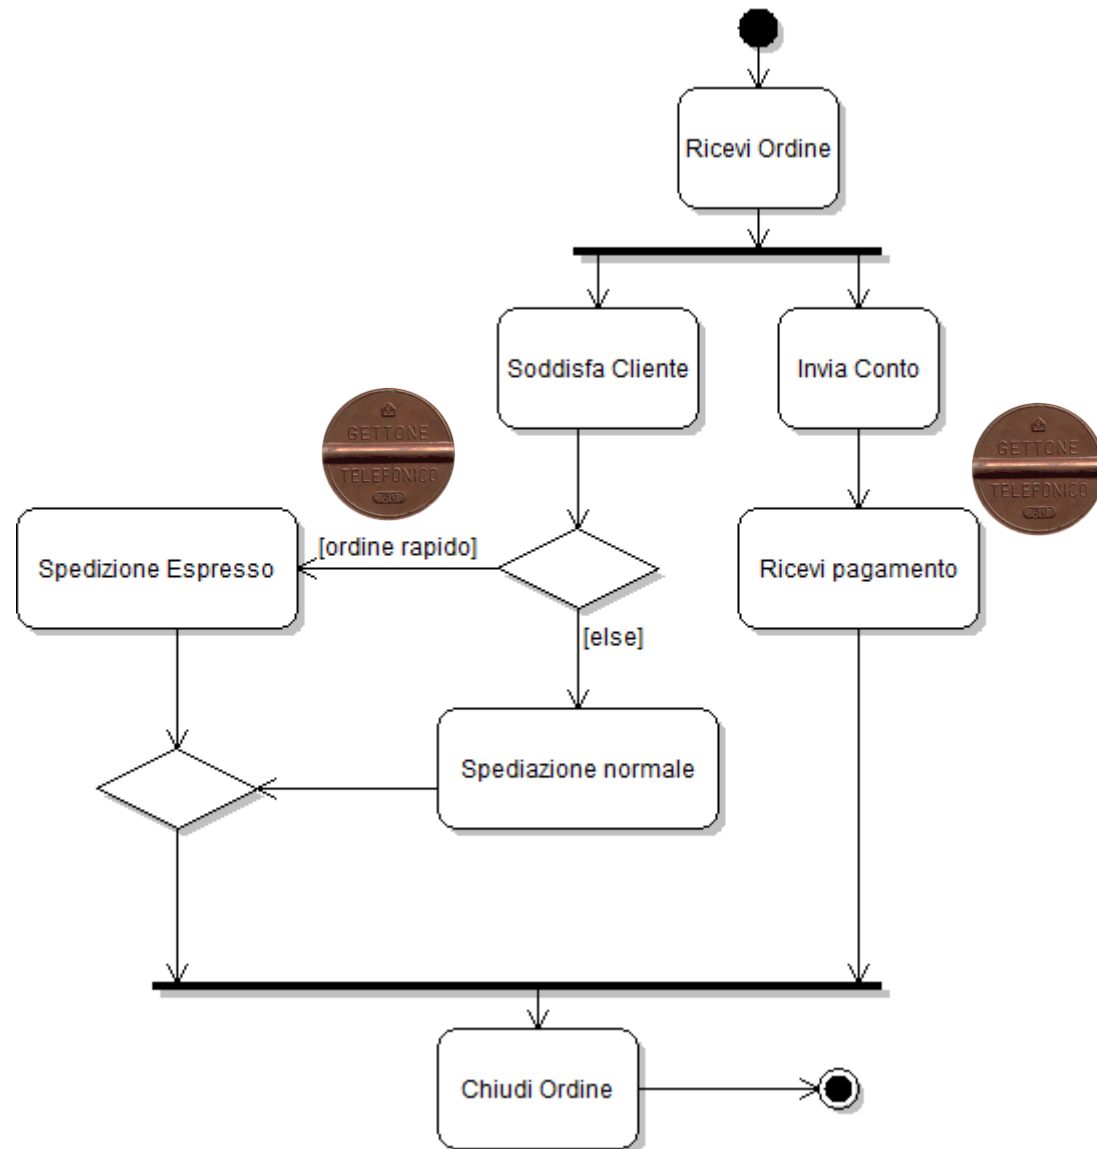 Ricevi Ordine
Soddisfa Cliente
Invia Conto
GETTONE
TELEFONICO
GETTONE
TELEFONICO
[ordine rapido]
Spedizione Espresso
Ricevi pagamento
[else]
Spediazione normale
Chiudi Ordine